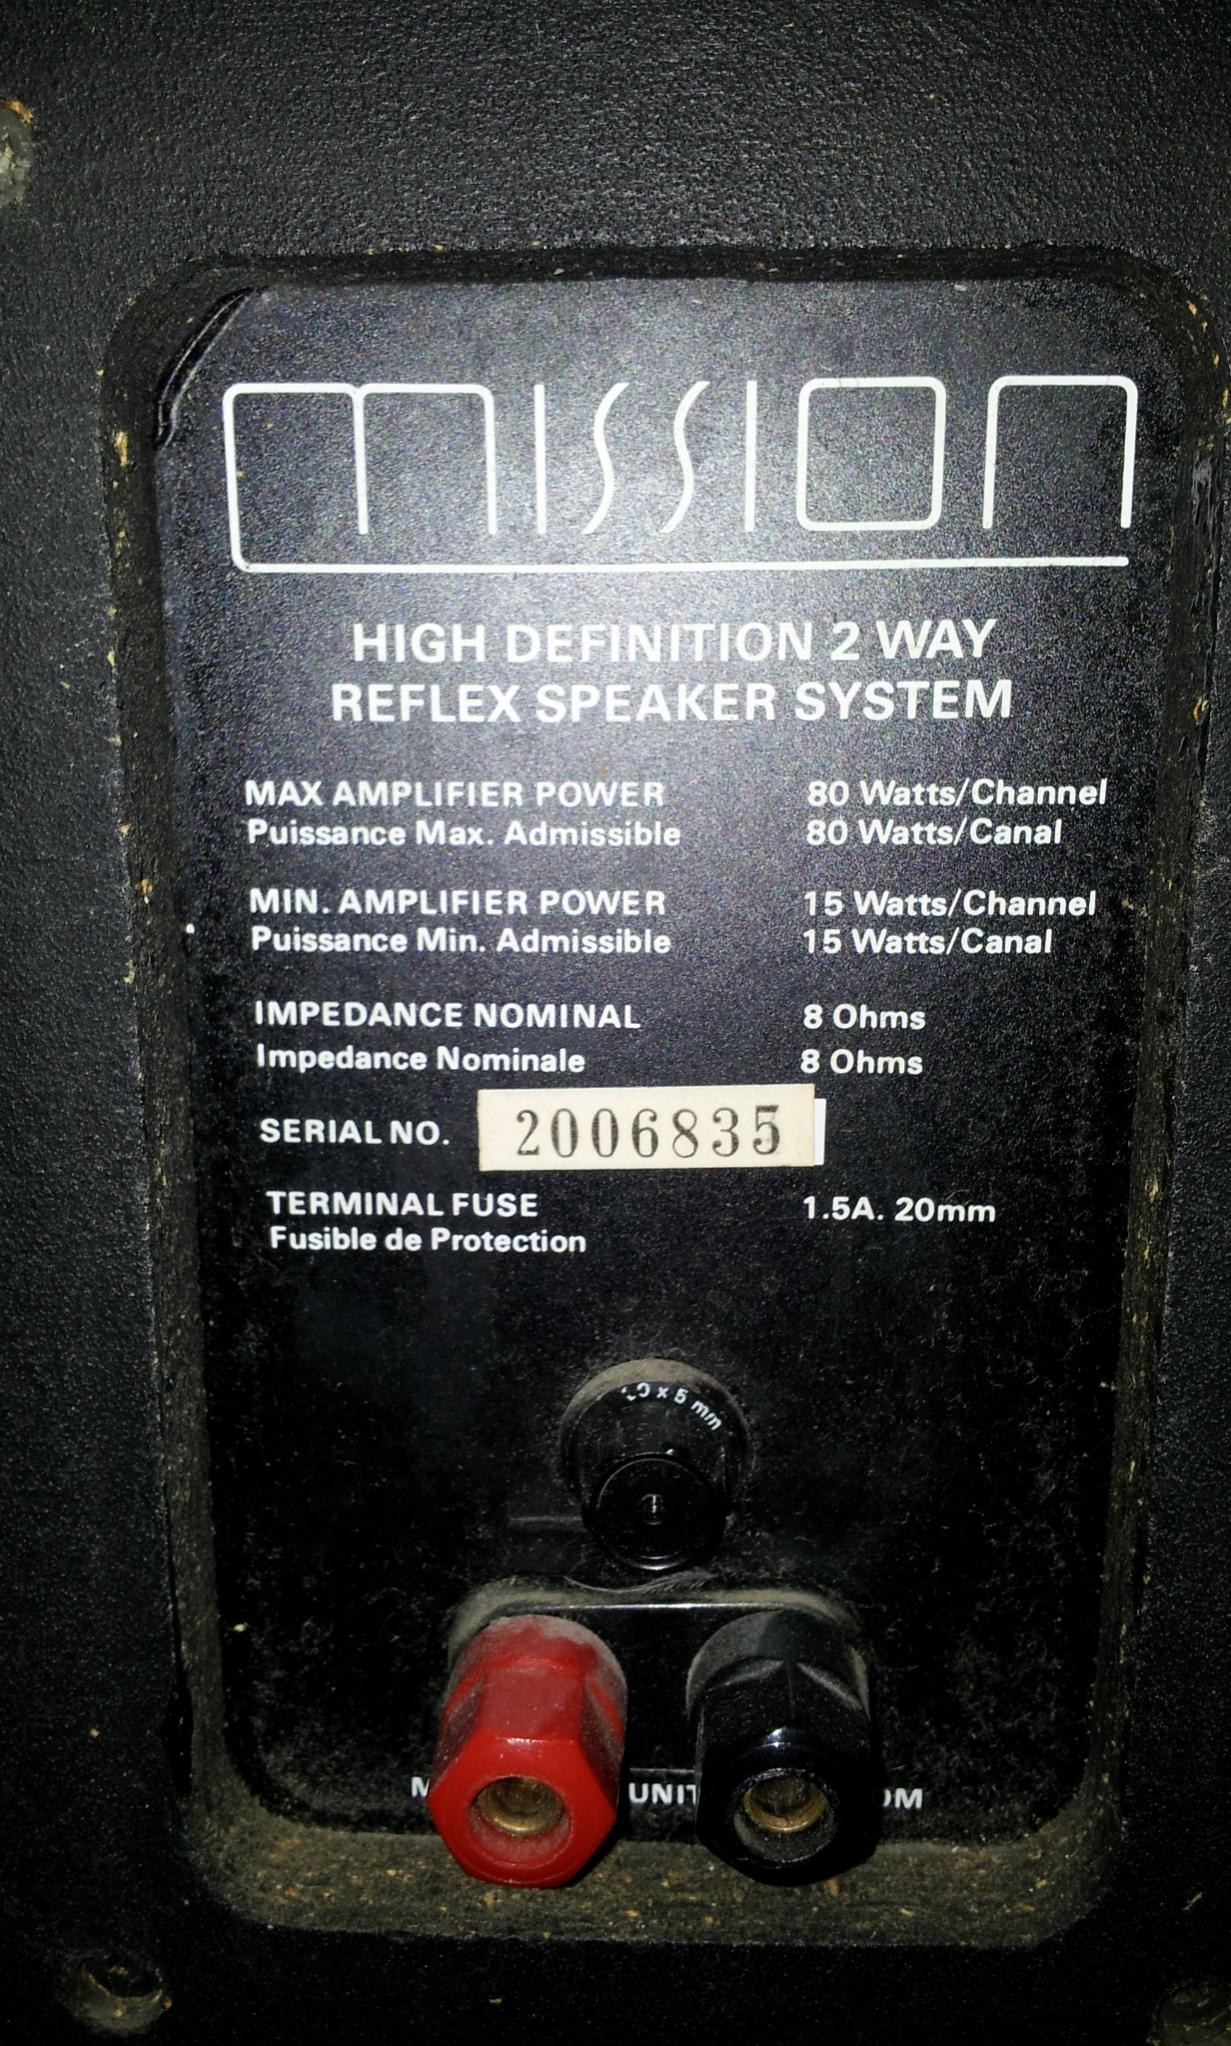 mission
HIGH DEFINITION 2 WAY
REFLEX SPEAKER SYSTEM
MAX AMPLIFIER POWER 80 Watts/Channel
Puissance Max. Admissible 80 Watts/Canal
MIN. AMPLIFIER POWER 15 Watts/Channel
Puissance Min. Admissible 15 Watts/Canal
IMPEDANCE NOMINAL 8 Ohms
Impedance Nominale 8 Ohms
SERIAL NO. 2006835
TERMINAL FUSE 1.5A. 20mm
Fusible de Protection
x 5 mm